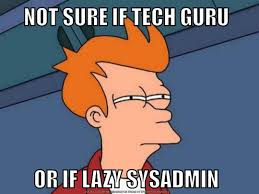 NOT SURE IF TECH GURU
OR IF LAZY SYSADMIN